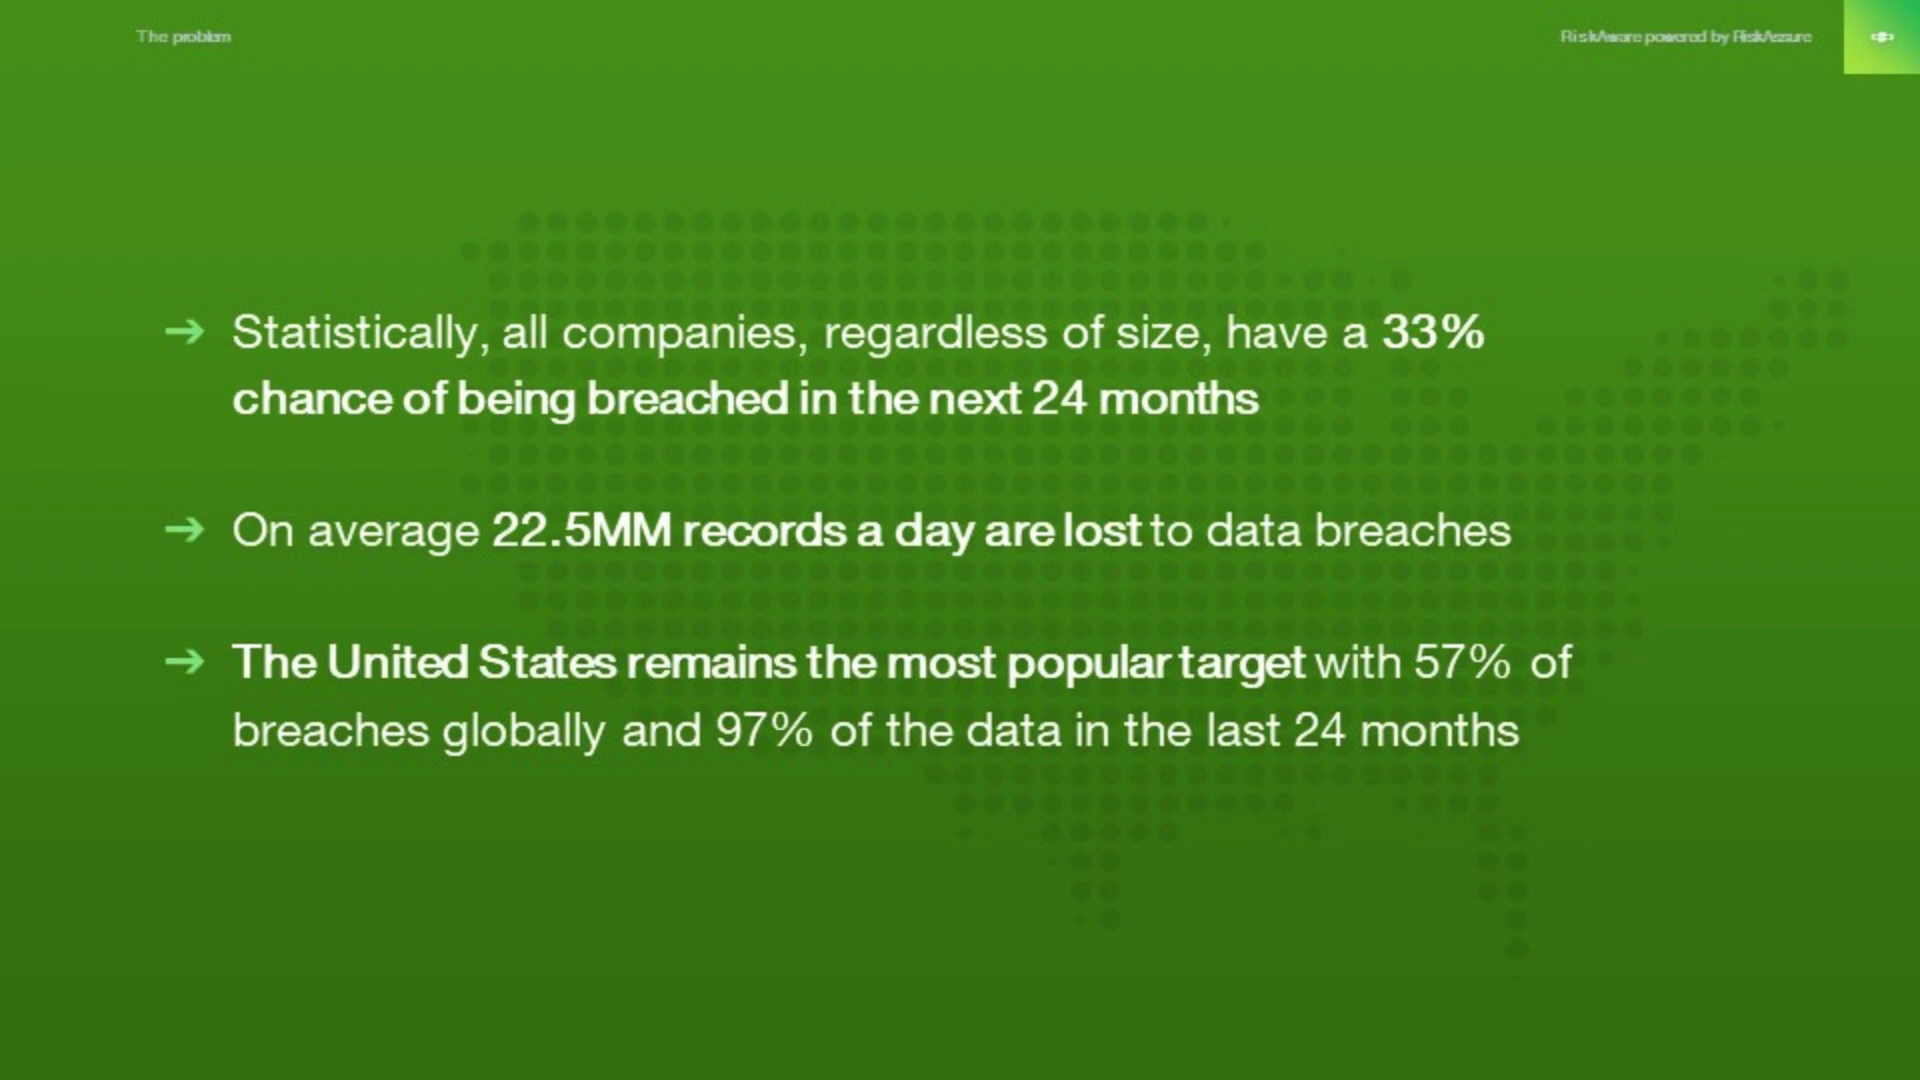 The problem
RiskAware powered by RiskAssure
→ Statistically, all companies, regardless of size, have a 33%
chance of being breached in the next 24 months
→ On average 22.5MM records a day are lost to data breaches
→ The United States remains the most popular target with 57% of
breaches globally and 97% of the data in the last 24 months